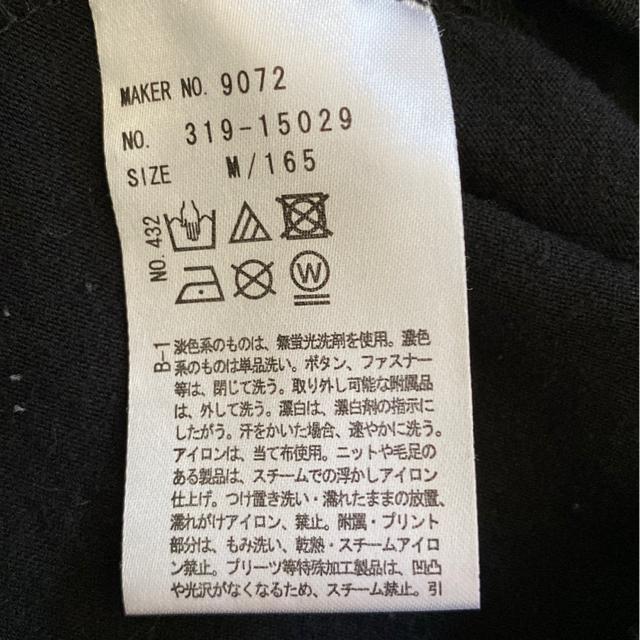 MAKER NO. 9072
NO. 319-15029
SIZE M/165
NO. 432
W
B-1
淡色系のものは、無蛍光洗剤を使用。濃色
系のものは単品洗い。ボタン、ファスナー
等は、閉じて洗う。取り外し可能な附属品
は、外して洗う。漂白は、漂白剤の指示に
したがう。汗をかいた場合、速やかに洗う。
アイロンは、当て布使用。ニットや毛足の
ある製品は、スチームでの浮かしアイロン
仕上げ。つけ置き洗い・濡れたままの放置、
濡れがけアイロン、禁止。附属・プリント
部分は、もみ洗い、乾熱・スチームアイロ
ン禁止。プリーツ等特殊加工製品は、凹凸
や光沢がなくなるため、スチーム禁止。引